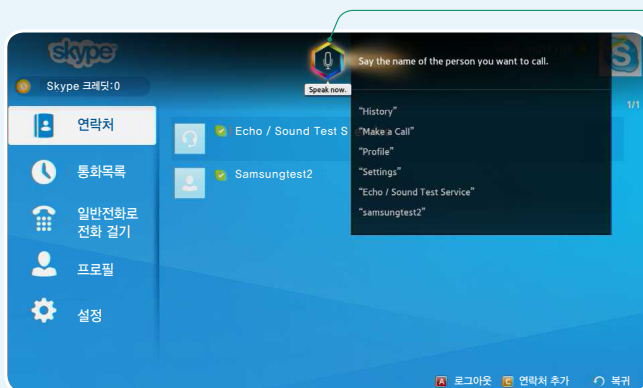 skype
Skype 크레딧:0
연락처
통화목록
일반전화로
전화 걸기
프로필
설정
Echo / Sound Test S
Samsungtest2
Speak now.
Say the name of the person you want to call.
"History"
"Make a Call"
"Profile"
"Settings"
"Echo / Sound Test Service"
"samsungtest2"
S
1/1
A 로그아웃 C 연락처 추가 복귀